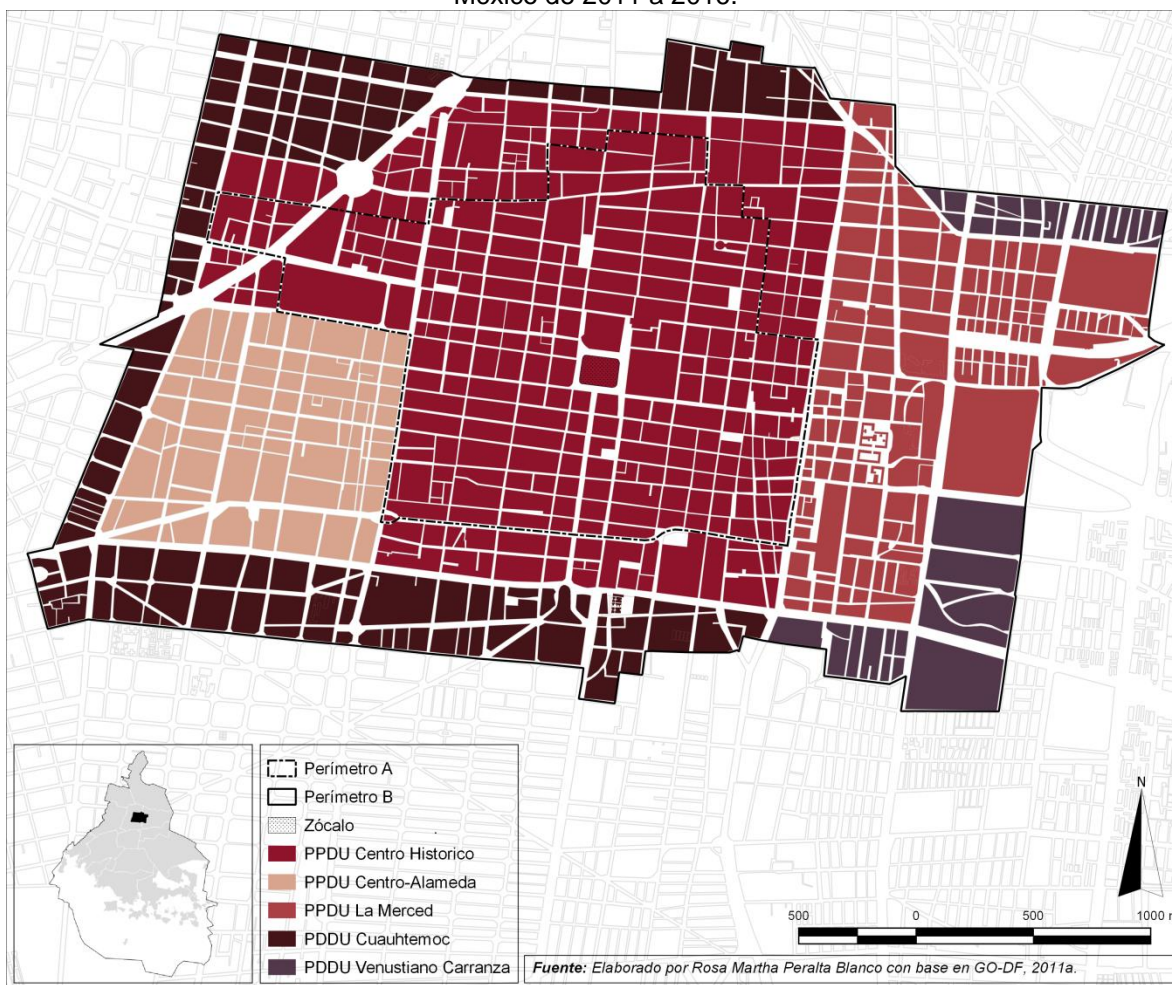 México de 2011 a 2016.
Perímetro A
Perímetro B
Zócalo
PPDU Centro Historico
PPDU Centro-Alameda
PPDU La Merced
PDDU Cuauhtemoc
PDDU Venustiano Carranza
N
500 0 500 1000 m
Fuente: Elaborado por Rosa Martha Peralta Blanco con base en GO-DF, 2011a.